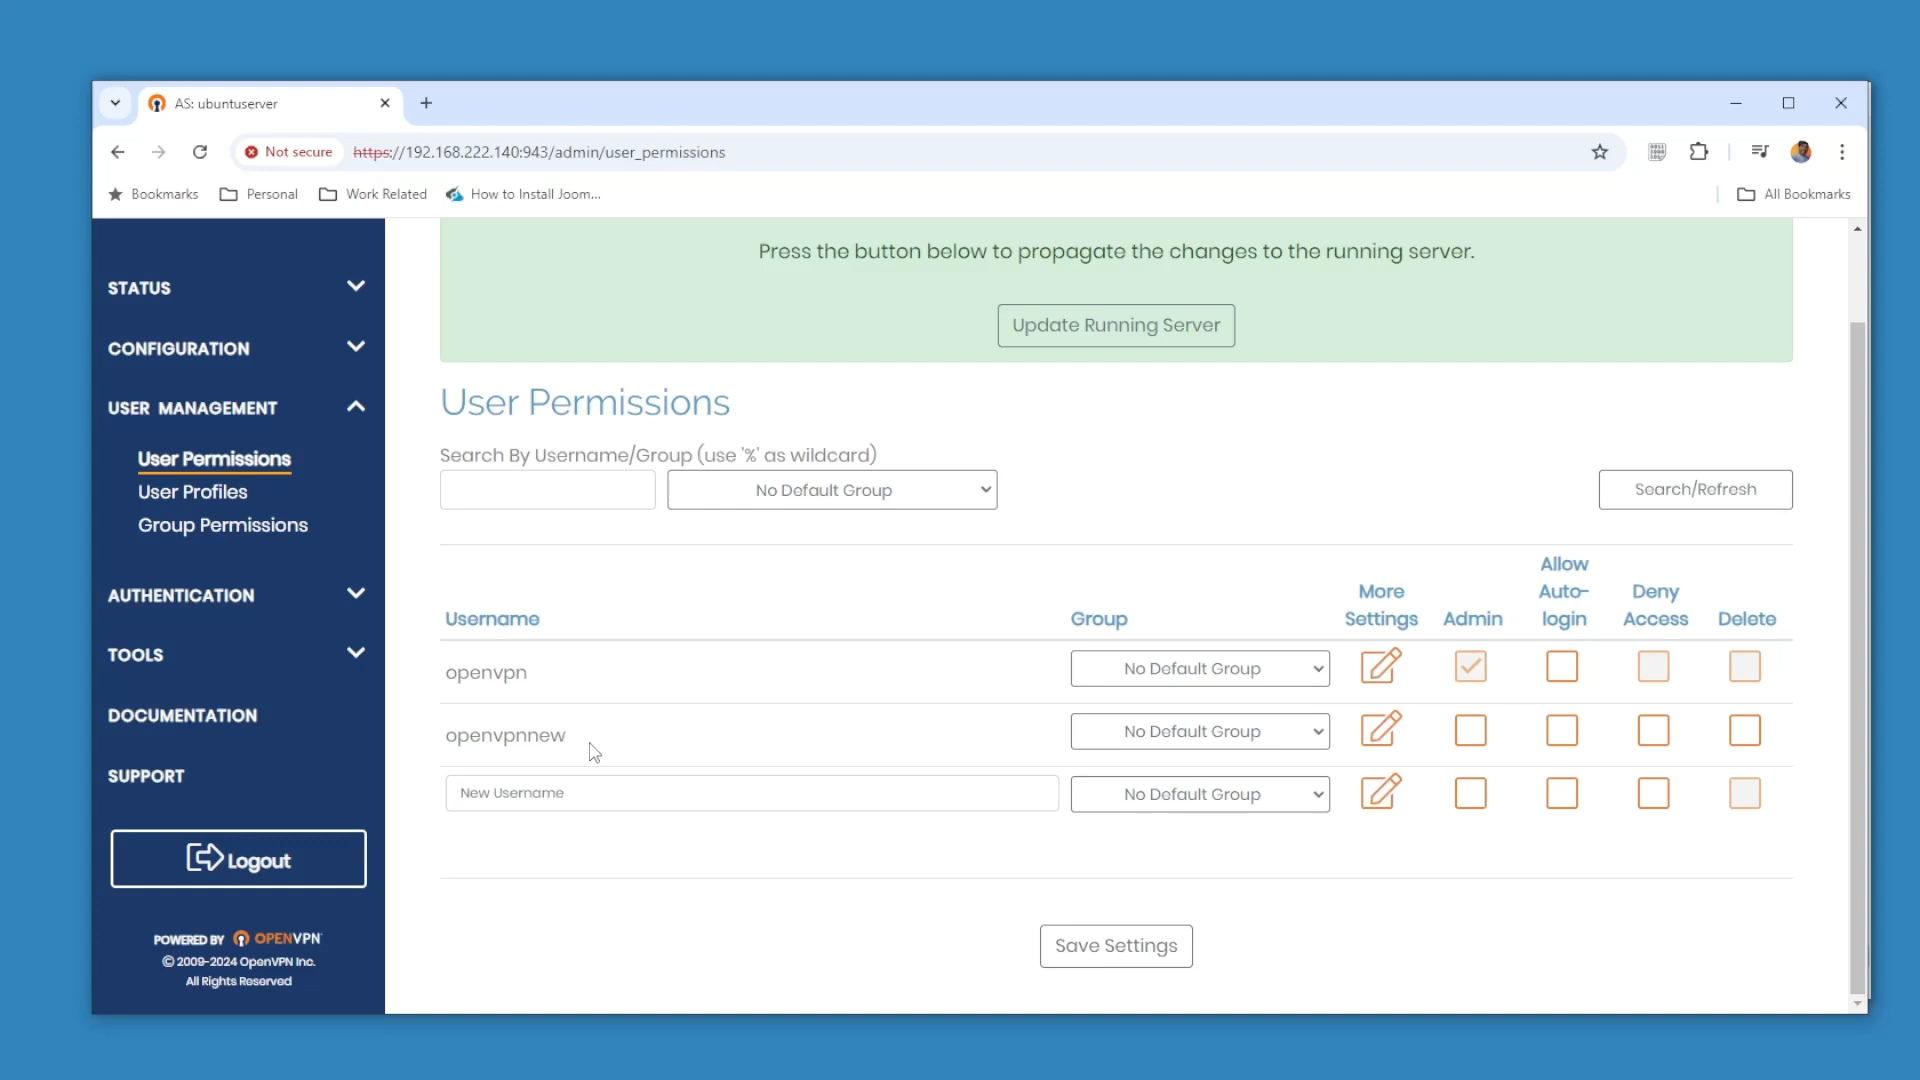 AS: ubuntuserver
Not secure
https://192.168.222.140:943/admin/user_permissions
Bookmarks
Personal
Work Related
How to Install Joom...
All Bookmarks
STATUS
CONFIGURATION
USER MANAGEMENT
User Permissions
User Profiles
Group Permissions
AUTHENTICATION
TOOLS
DOCUMENTATION
SUPPORT
Logout
POWERED BY OPENVPN
© 2009-2024 OpenVPN Inc.
All Rights Reserved
Press the button below to propagate the changes to the running server.
Update Running Server
User Permissions
Search By Username/Group (use '%' as wildcard)
No Default Group
Search/Refresh
Username
Group
More
Settings
Admin
Allow
Auto-
login
Deny
Access
Delete
openvpn
No Default Group
openvpnnew
No Default Group
New Username
No Default Group
Save Settings